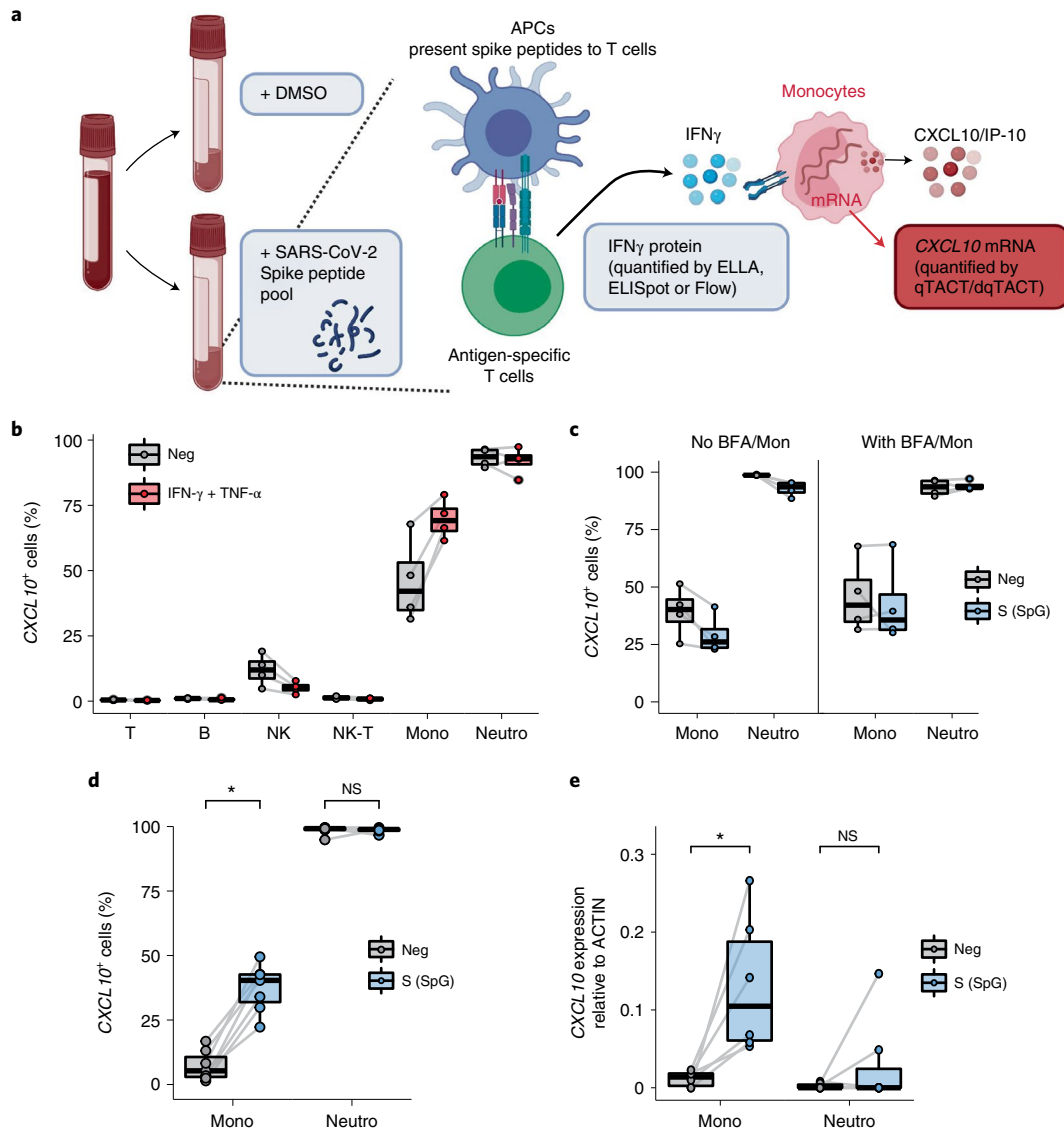 a
+ DMSO
+ SARS-CoV-2
Spike peptide
pool
APCs
present spike peptides to T cells
Antigen-specific
T cells
IFNγ
IFNγ protein
(quantified by ELLA,
ELISpot or Flow)
Monocytes
mRNA
CXCL10/IP-10
CXCL10 mRNA
(quantified by
qTACT/dqTACT)
b
CXCL10+ cells (%)
100
75
50
25
0
Neg
IFN-γ + TNF-α
T
B
NK
NK-T
Mono
Neutro
c
No BFA/Mon
With BFA/Mon
CXCL10+ cells (%)
100
75
50
25
0
Neg
S (SpG)
Mono
Neutro
Mono
Neutro
d
*
NS
CXCL10+ cells (%)
100
75
50
25
0
Neg
S (SpG)
Mono
Neutro
e
*
NS
CXCL10 expression
relative to ACTIN
0.3
0.2
0.1
0
Neg
S (SpG)
Mono
Neutro